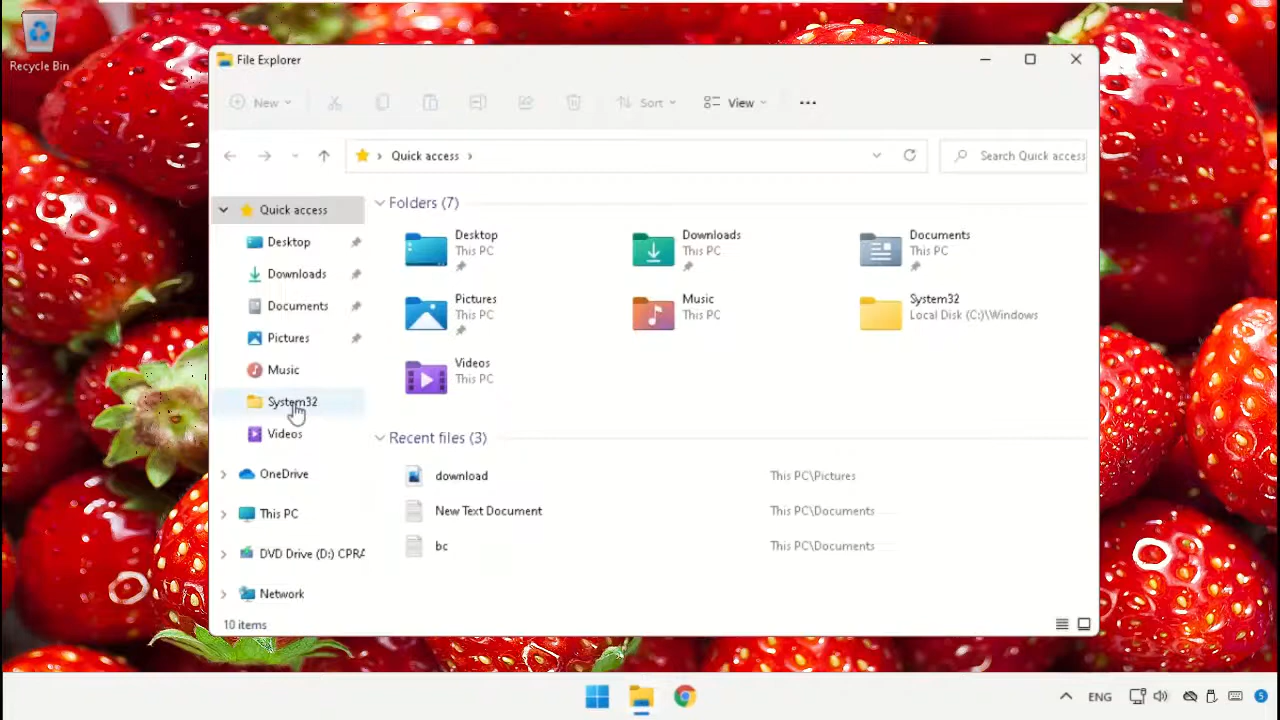 Recycle Bin
File Explorer
New
Sort
View
Quick access
Search Quick access
Quick access
Desktop
Downloads
Documents
Pictures
Music
System32
Videos
OneDrive
This PC
DVD Drive (D:) CPRA
Network
Folders (7)
Desktop
This PC
Downloads
This PC
Documents
This PC
Pictures
This PC
Music
This PC
System32
Local Disk (C:)\Windows
Videos
This PC
Recent files (3)
download This PC\Pictures
New Text Document This PC\Documents
bc This PC\Documents
10 items
ENG
5